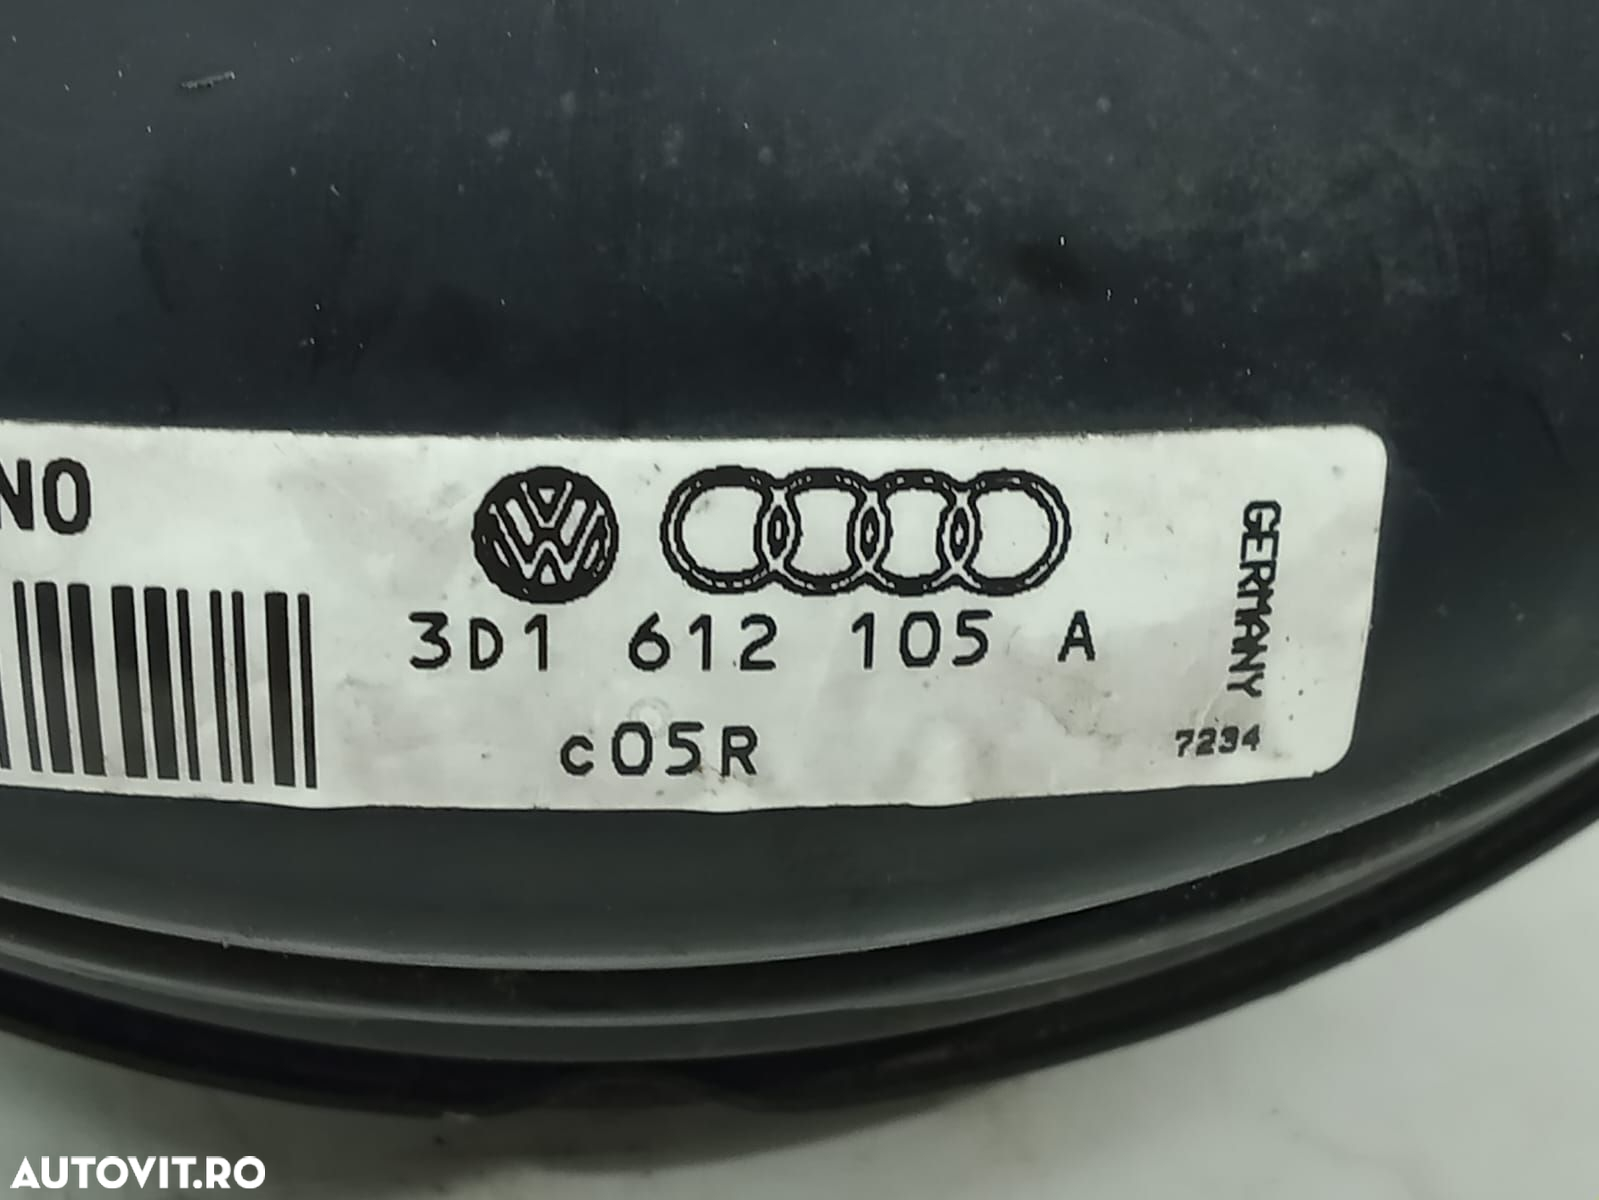 NO
3D1 612 105 A
c05R
GERMANY
7234
AUTOVIT.RO